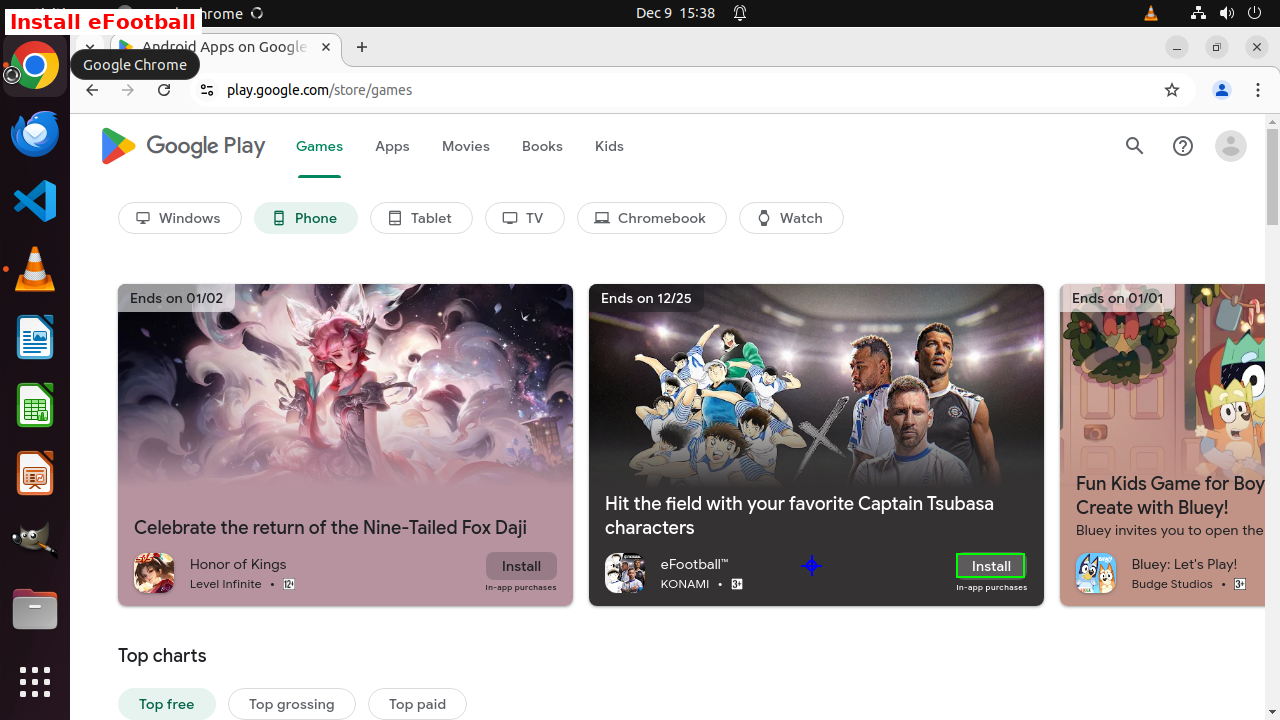 Install eFootball
Google Chrome
Dec 9 15:38
Android Apps on Google
play.google.com/store/games
Google Play
Games
Apps
Movies
Books
Kids
Windows
Phone
Tablet
TV
Chromebook
Watch
Ends on 01/02
Celebrate the return of the Nine-Tailed Fox Daji
Honor of Kings
Level Infinite • 12+
Install
In-app purchases
Ends on 12/25
Hit the field with your favorite Captain Tsubasa
characters
eFootball™
KONAMI • 3+
Install
In-app purchases
Ends on 01/01
Fun Kids Game for Boy
Create with Bluey!
Bluey invites you to open the
Bluey: Let's Play!
Budge Studios • 3+
Top charts
Top free
Top grossing
Top paid